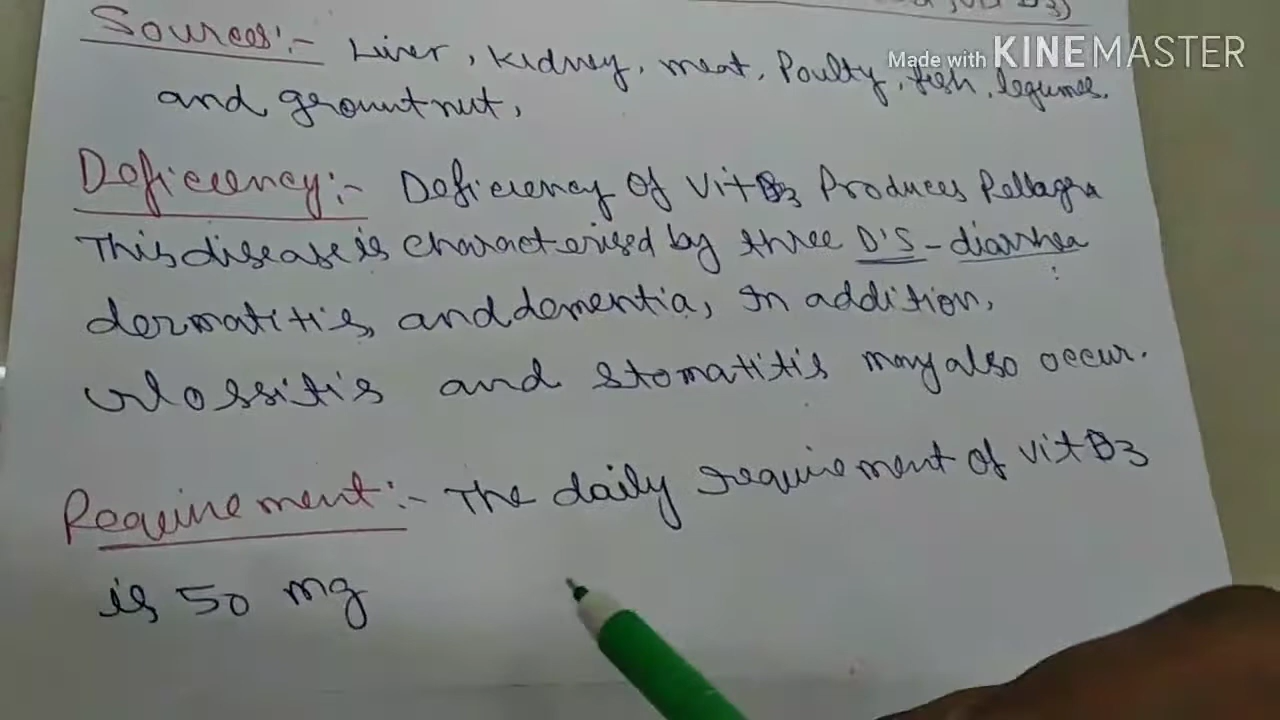 Sources:- Liver, kidney, meat, Poulty, fish, legumes.
and grountnut,
Deficiency:- Deficiency Of Vit B3 Produces Pellagra
This disease is characterised by three D'S - diarrhea
dermatitis, and dementia, In addition,
Glossitis and stomatitis may also occur.
Requirement:- The daily requirement of Vit B3
is 50 mg
Made with KINEMASTER